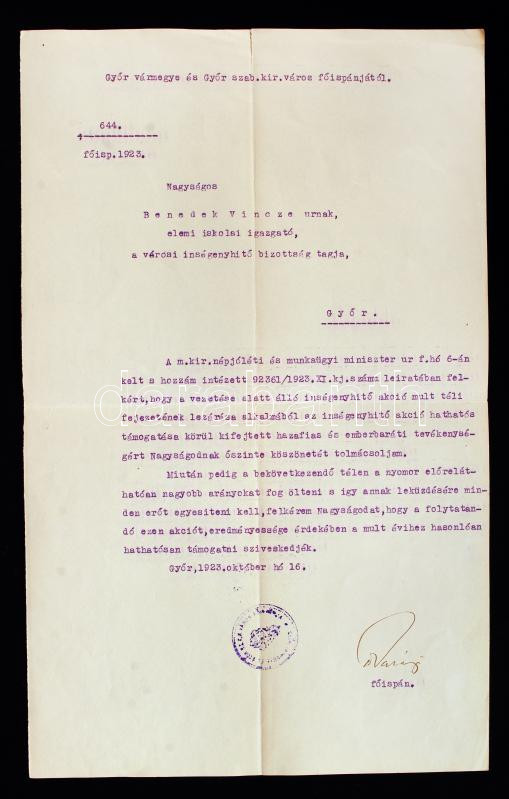 Győr vármegye és Győr szab.kir.város főispánjától.
644.
főisp.1923.
Nagyságos
Benedek Vincze urnak,
elemi iskolai igazgató,
a városi inségenyhitő bizottság tagja,
Győr.
A m.kir.népjóléti és munkaügyi miniszter ur f.hó 6-án
kelt s hozzám intézett 92361/1923.XI.kj.számu leiratában fel-
kért,hogy a vezetése alatt álló inségenyhitő akció mult téli
fejezetének lezárása alkalmából az inségenyhitő akció hathatós
támogatása körül kifejtett hazafias és emberbaráti tevékenysé-
gért Nagyságodnak őszinte köszönetét tolmácsoljam.
Miután pedig a bekövetkezendő télen a nyomor előrelát-
hatóan nagyobb arányokat fog ölteni s igy annak leküzdésére min-
den erőt egyesiteni kell,felkérem Nagyságodat,hogy a folytatan-
dó ezen akciót,eredményessége érdekében a mult évihez hasonlóan
hathatósan támogatni sziveskedjék.
Győr,1923.október hó 16.
főispán.
darabanth